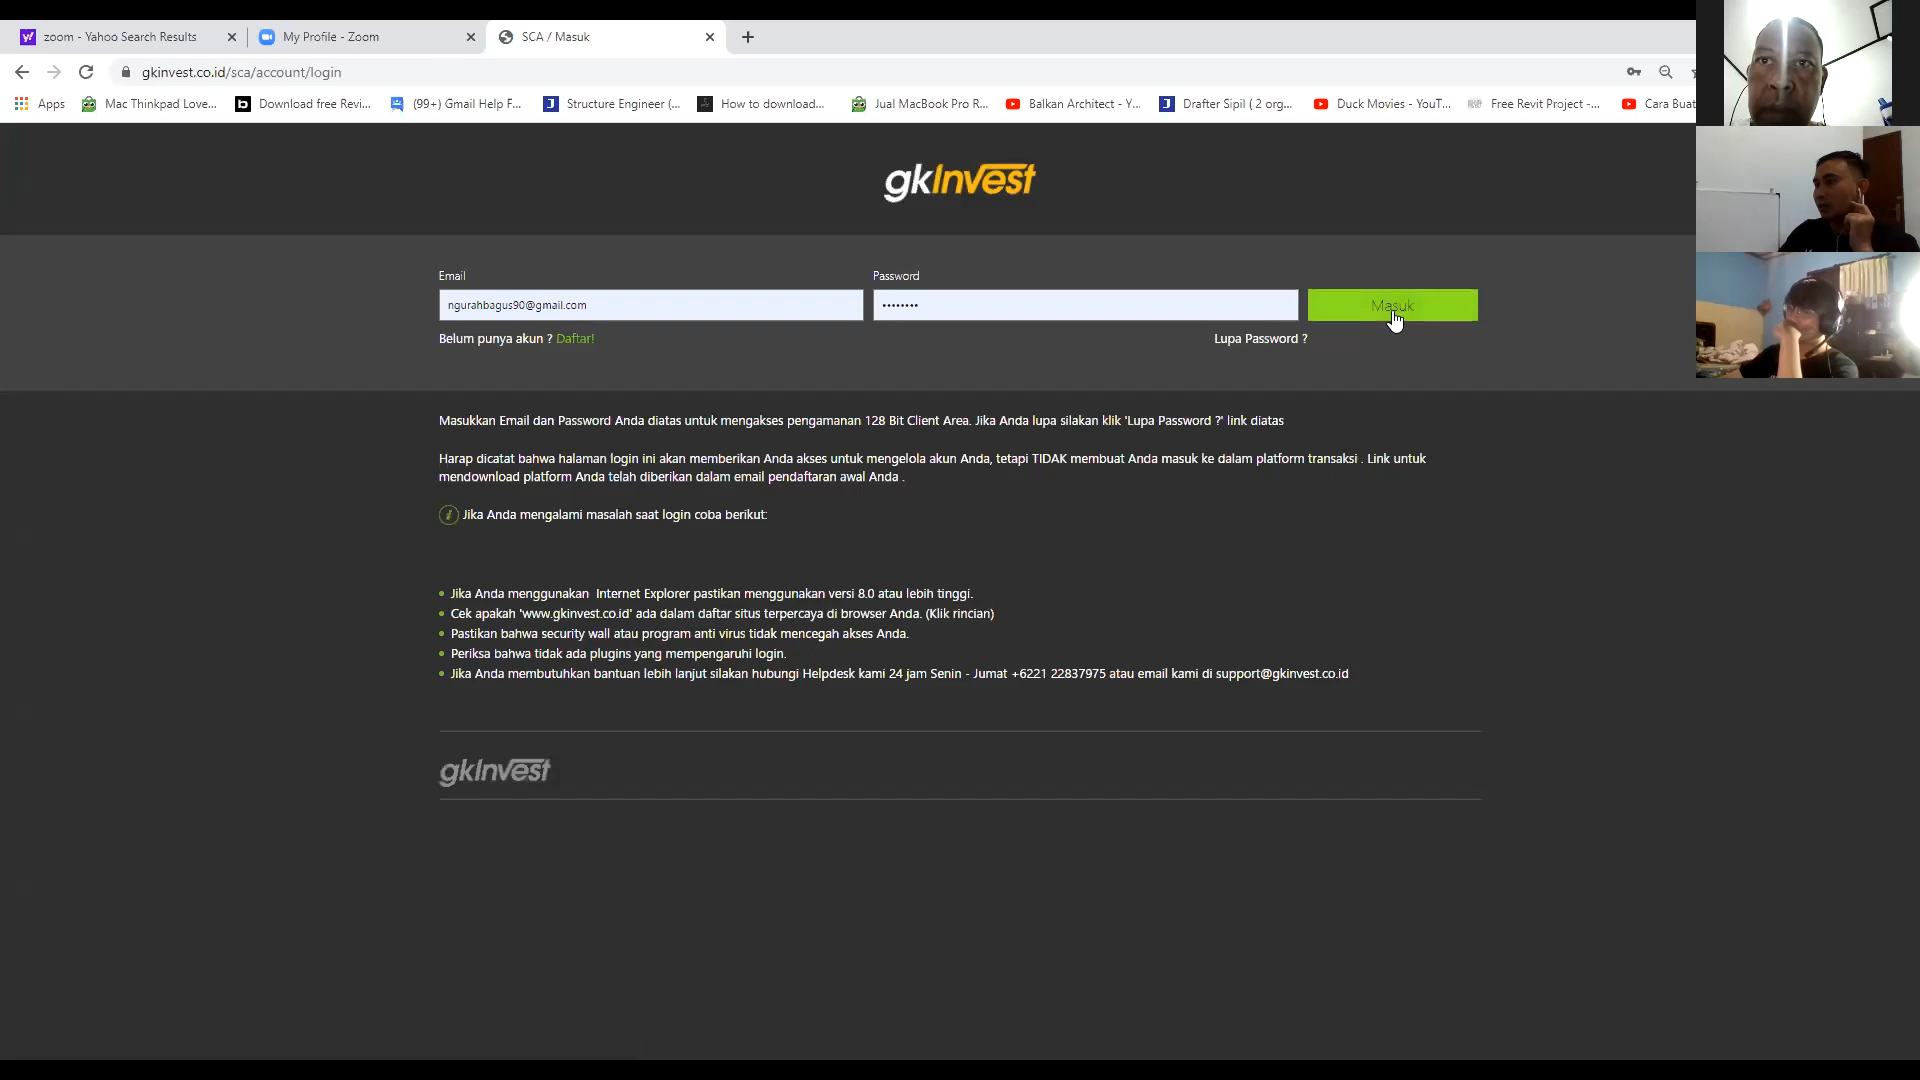 zoom - Yahoo Search Results
My Profile - Zoom
SCA / Masuk
gkinvest.co.id/sca/account/login
Apps
Mac Thinkpad Love...
Download free Revi...
(99+) Gmail Help F...
Structure Engineer (...
How to download...
Jual MacBook Pro R...
Balkan Architect - Y...
Drafter Sipil ( 2 org...
Duck Movies - YouT...
Free Revit Project -...
Cara Buat
gkInvest
Email
Password
ngurahbagus90@gmail.com
••••••••
Masuk
Belum punya akun ? Daftar!
Lupa Password ?
Masukkan Email dan Password Anda diatas untuk mengakses pengamanan 128 Bit Client Area. Jika Anda lupa silakan klik 'Lupa Password ?' link diatas
Harap dicatat bahwa halaman login ini akan memberikan Anda akses untuk mengelola akun Anda, tetapi TIDAK membuat Anda masuk ke dalam platform transaksi . Link untuk
mendownload platform Anda telah diberikan dalam email pendaftaran awal Anda .
Jika Anda mengalami masalah saat login coba berikut:
Jika Anda menggunakan  Internet Explorer pastikan menggunakan versi 8.0 atau lebih tinggi.
Cek apakah 'www.gkinvest.co.id' ada dalam daftar situs terpercaya di browser Anda. (Klik rincian)
Pastikan bahwa security wall atau program anti virus tidak mencegah akses Anda.
Periksa bahwa tidak ada plugins yang mempengaruhi login.
Jika Anda membutuhkan bantuan lebih lanjut silakan hubungi Helpdesk kami 24 jam Senin - Jumat +6221 22837975 atau email kami di support@gkinvest.co.id
gkInvest